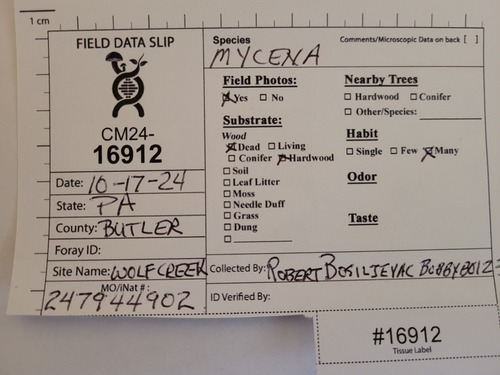 1 cm
FIELD DATA SLIP
CM24-
16912
Date: 10-17-24
State: PA
County: BUTLER
Foray ID:
Site Name: WOLF CREEK
MO/iNat #:
247944902
Species
Comments/Microscopic Data on back [ ]
MYCENA
Field Photos:
Yes No
Substrate:
Wood
Dead Living
Conifer Hardwood
Soil
Leaf Litter
Moss
Needle Duff
Grass
Dung
Nearby Trees
Hardwood Conifer
Other/Species:
Habit
Single Few Many
Odor
Taste
Collected By: ROBERT BOSILJEVAC BOBBYBO123
ID Verified By:
#16912
Tissue Label